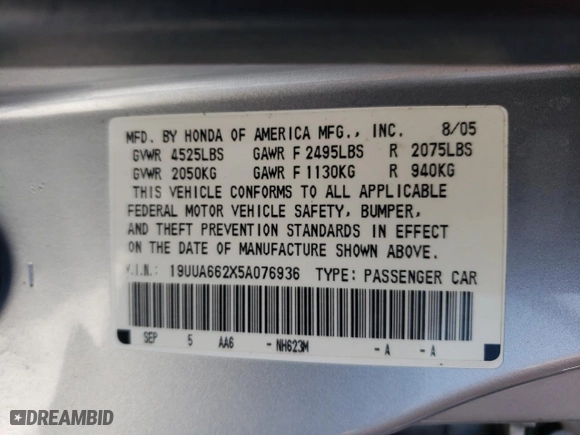 MFD. BY HONDA OF AMERICA MFG., INC. 8/05
GVWR 4525LBS GAWR F 2495LBS R 2075LBS
GVWR 2050KG GAWR F 1130KG R 940KG
THIS VEHICLE CONFORMS TO ALL APPLICABLE
FEDERAL MOTOR VEHICLE SAFETY, BUMPER,
AND THEFT PREVENTION STANDARDS IN EFFECT
ON THE DATE OF MANUFACTURE SHOWN ABOVE.
V.I.N.: 19UUA662X5A076936 TYPE: PASSENGER CAR
SEP 5 AA6 - NH623M - A - A
DREAMBID